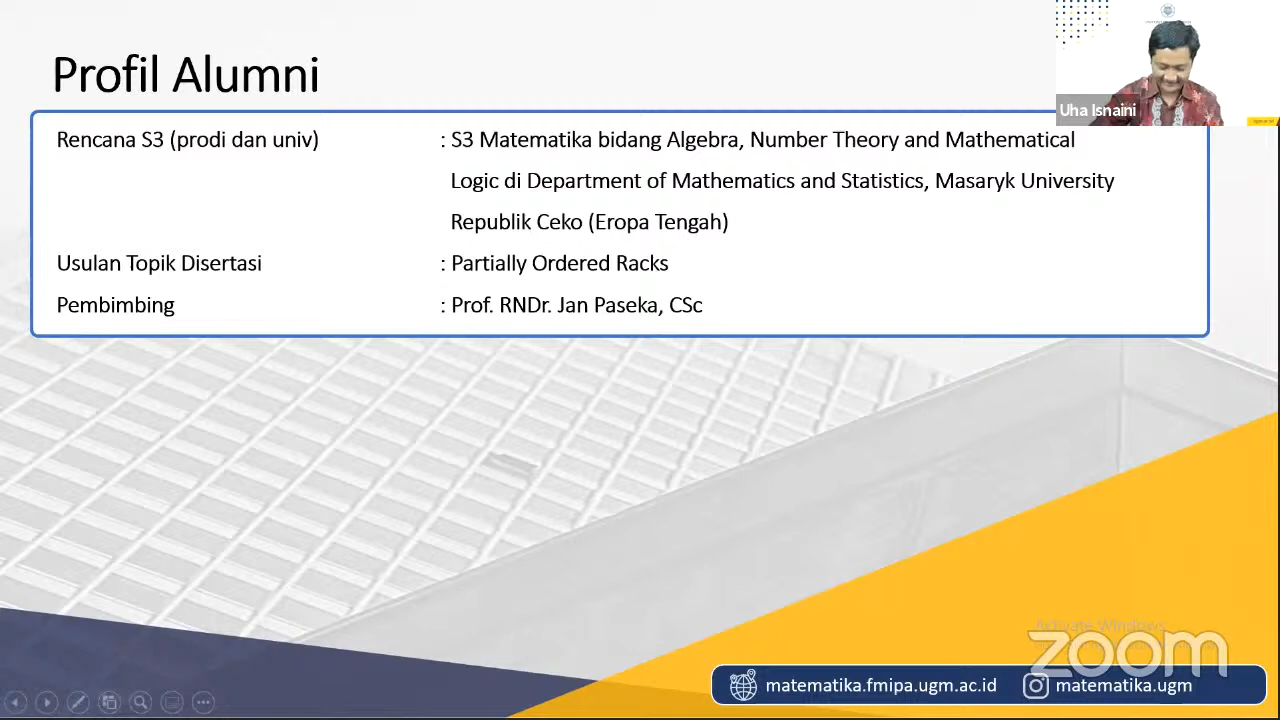 Profil Alumni
Uha Isnaini
Rencana S3 (prodi dan univ) : S3 Matematika bidang Algebra, Number Theory and Mathematical
Logic di Department of Mathematics and Statistics, Masaryk University
Republik Ceko (Eropa Tengah)
Usulan Topik Disertasi : Partially Ordered Racks
Pembimbing : Prof. RNDr. Jan Paseka, CSc
Activate Windows
zoom
matematika.fmipa.ugm.ac.id matematika.ugm